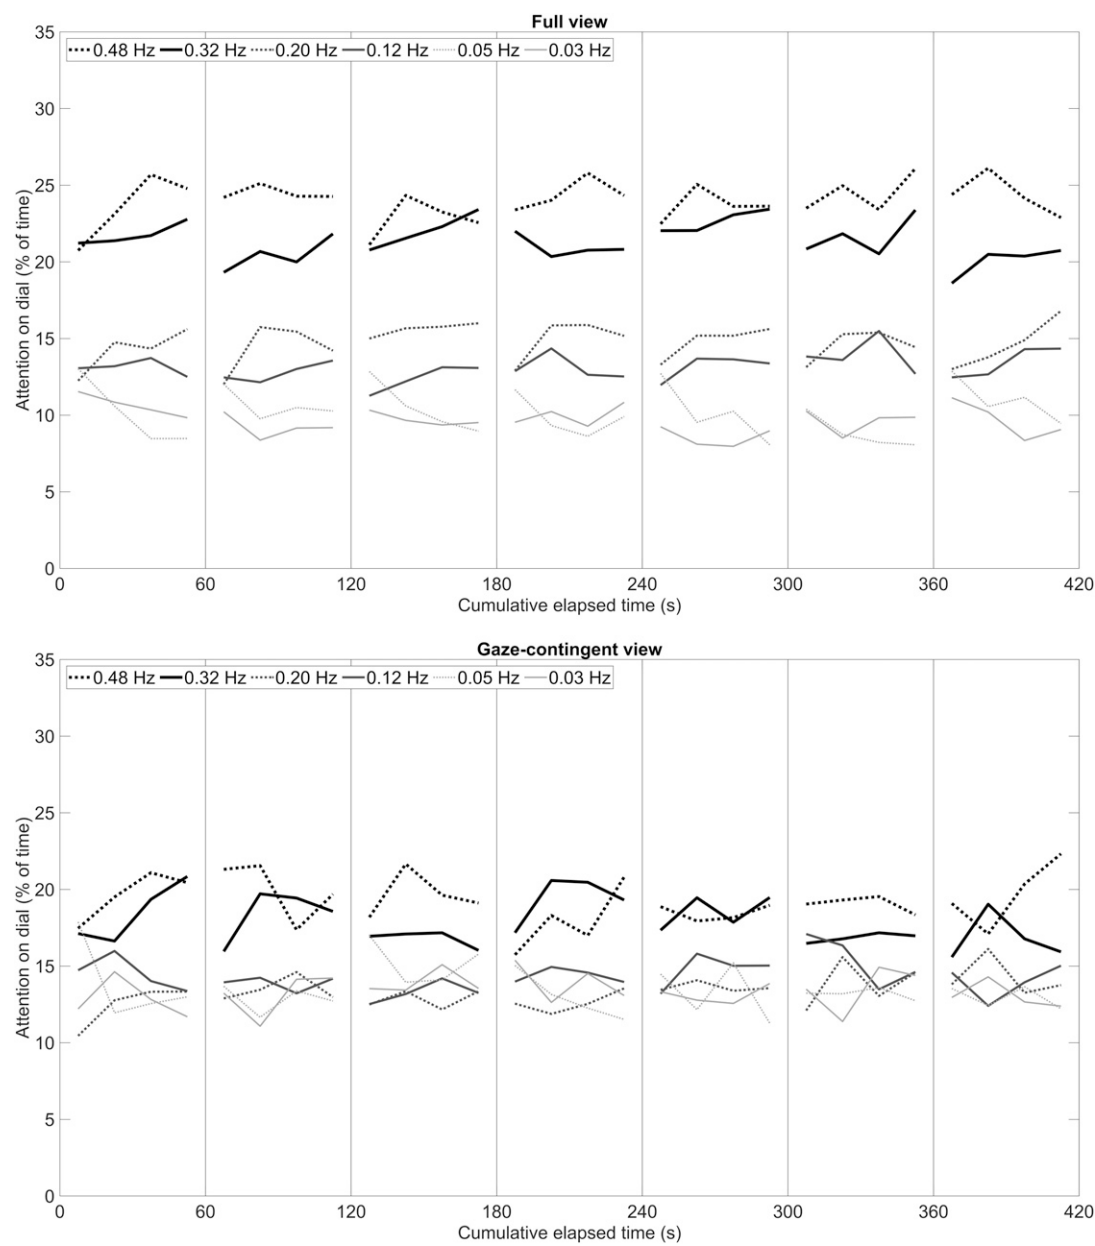 Full view
35
0.48 Hz 0.32 Hz 0.20 Hz 0.12 Hz 0.05 Hz 0.03 Hz
30
25
20
15
10
5
0
Attention on dial (% of time)
0 60 120 180 240 300 360 420
Cumulative elapsed time (s)
Gaze-contingent view
35
0.48 Hz 0.32 Hz 0.20 Hz 0.12 Hz 0.05 Hz 0.03 Hz
30
25
20
15
10
5
0
Attention on dial (% of time)
0 60 120 180 240 300 360 420
Cumulative elapsed time (s)